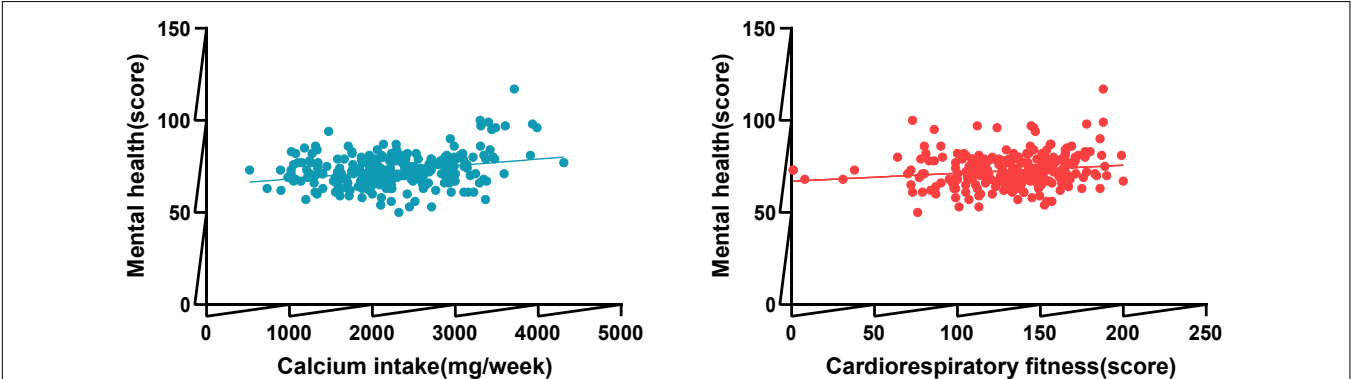 150
100
50
0
Mental health(score)
0 1000 2000 3000 4000 5000
Calcium intake(mg/week)
150
100
50
0
Mental health(score)
0 50 100 150 200 250
Cardiorespiratory fitness(score)